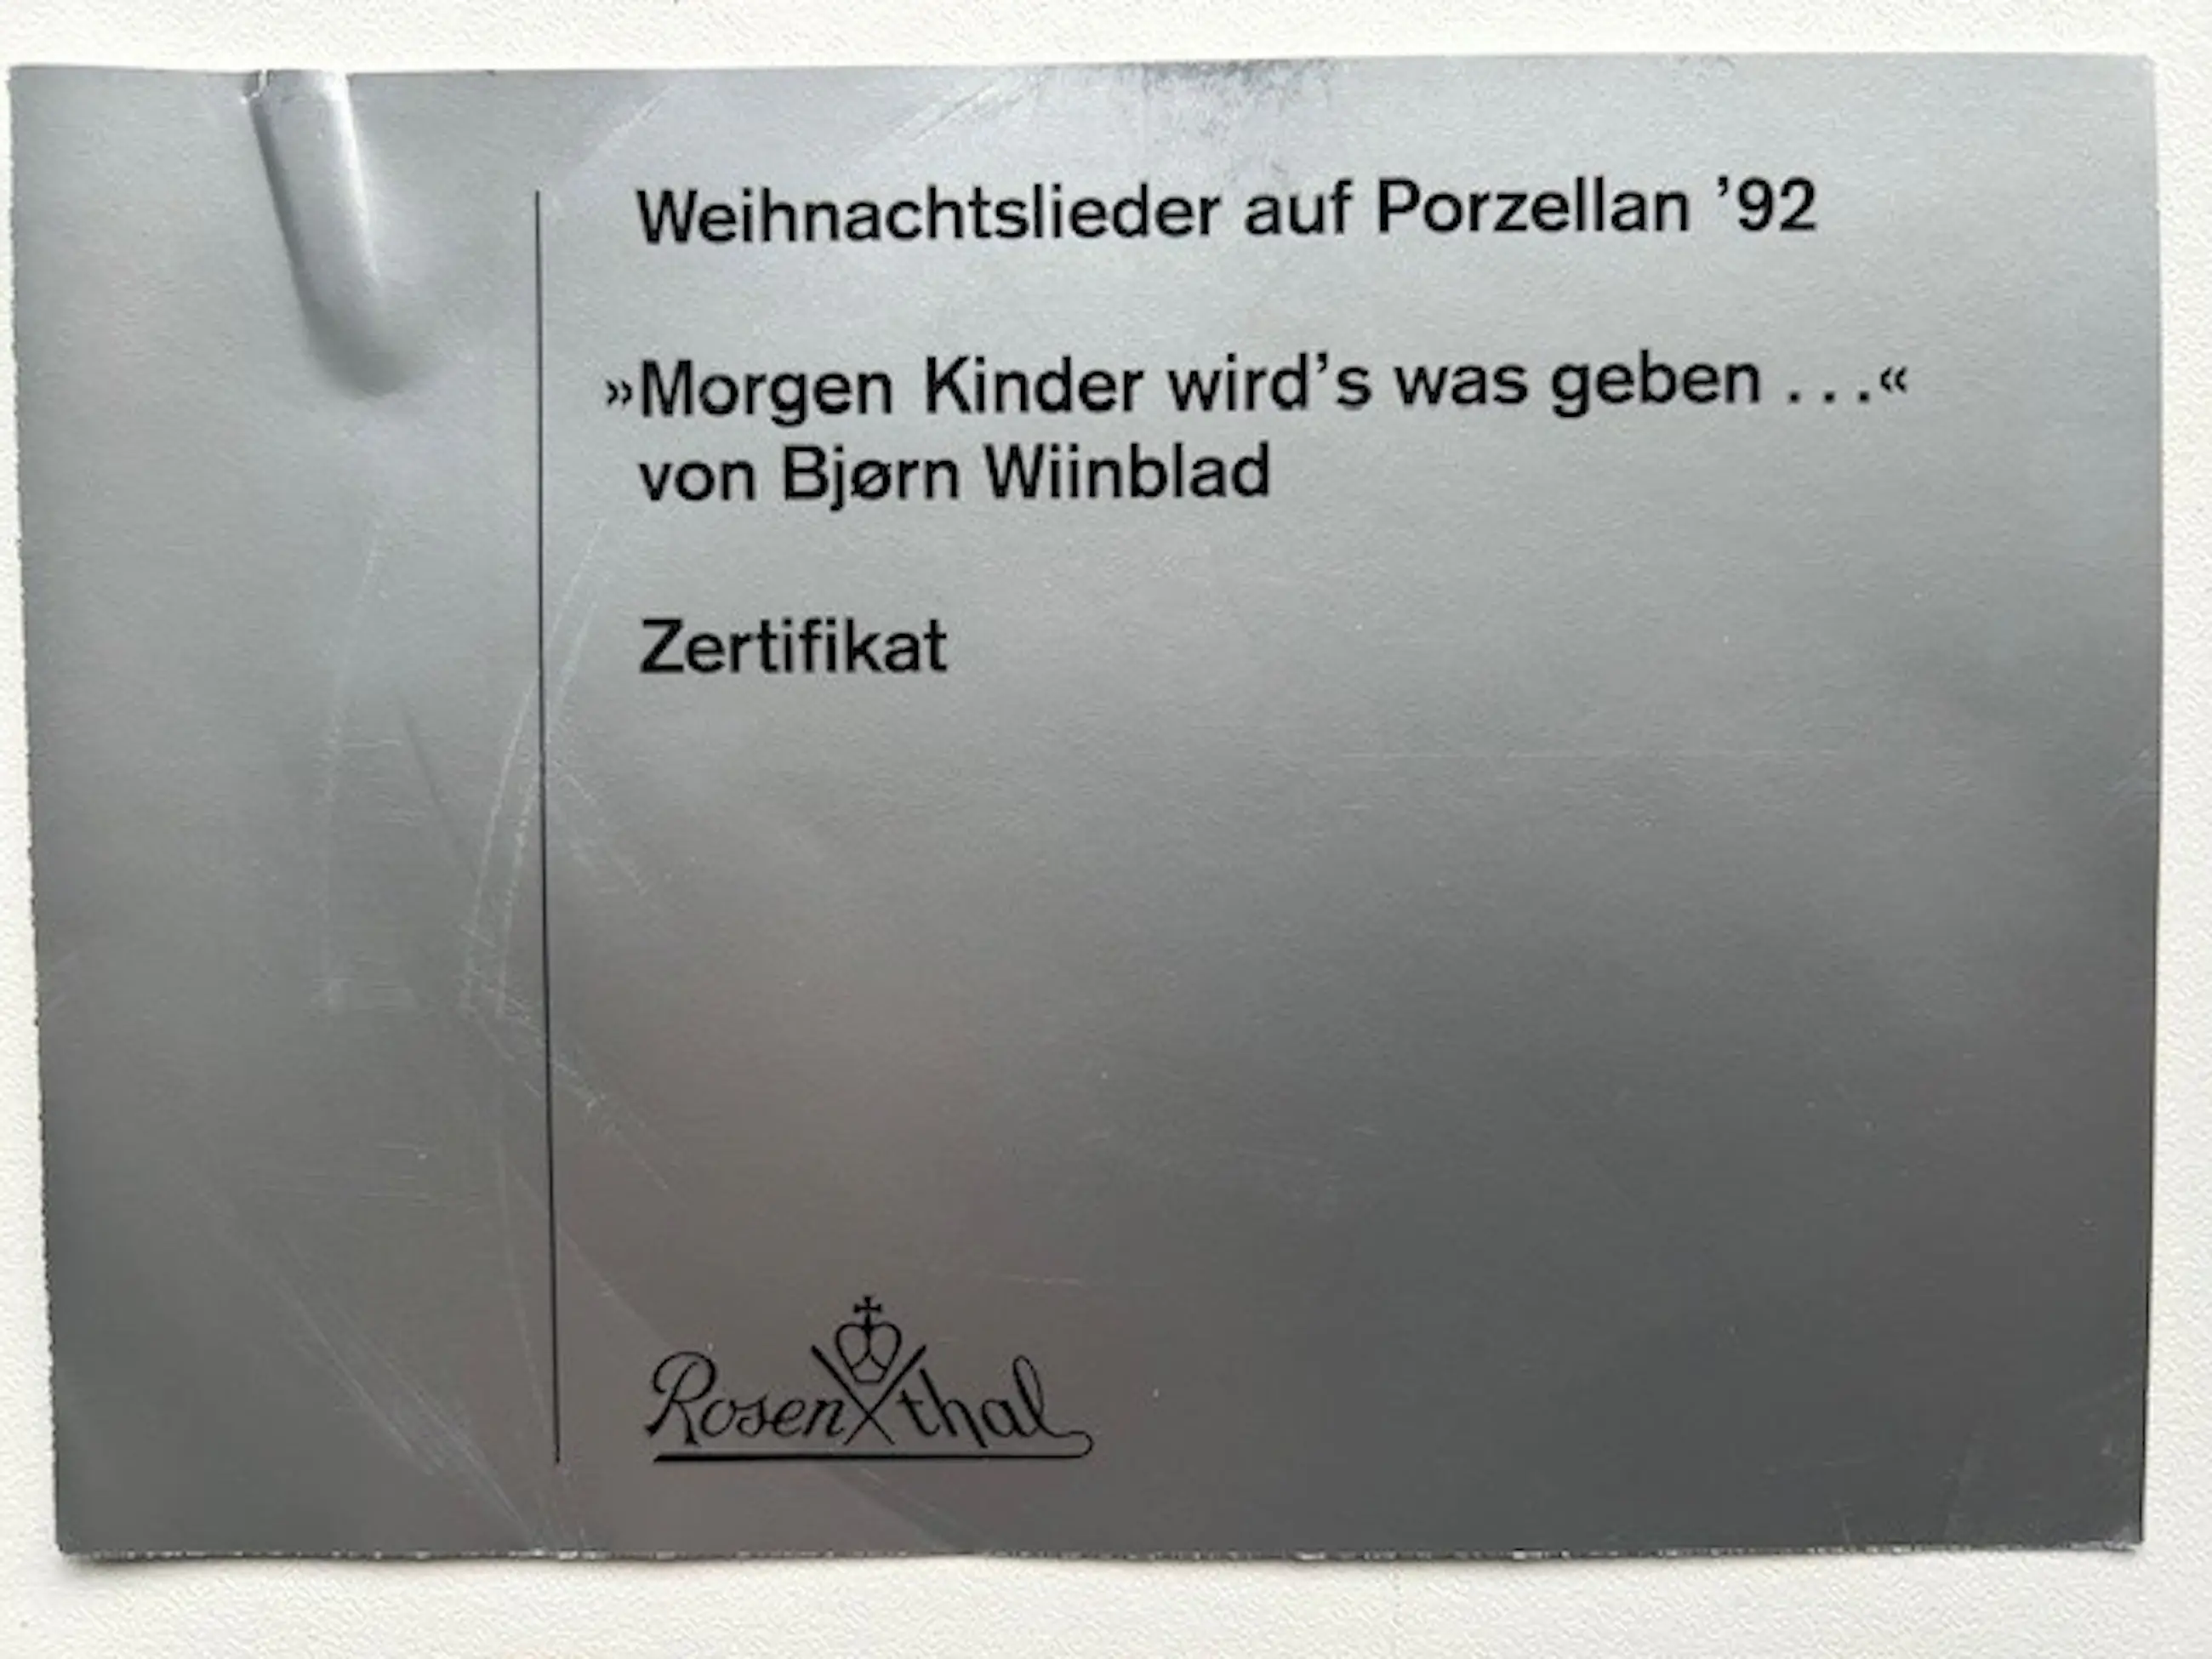 Weihnachtslieder auf Porzellan ’92
»Morgen Kinder wird’s was geben . . .«
von Bjørn Wiinblad
Zertifikat
Rosenthal